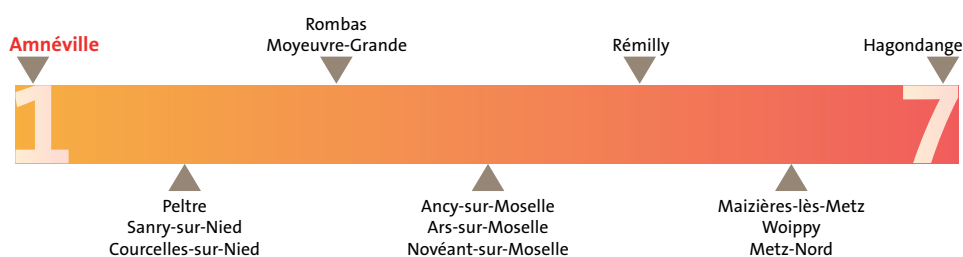 Amnéville
Rombas
Moyeuvre-Grande
Rémilly
Hagondange
1
7
Peltre
Sanry-sur-Nied
Courcelles-sur-Nied
Ancy-sur-Moselle
Ars-sur-Moselle
Novéant-sur-Moselle
Maizières-lès-Metz
Woippy
Metz-Nord